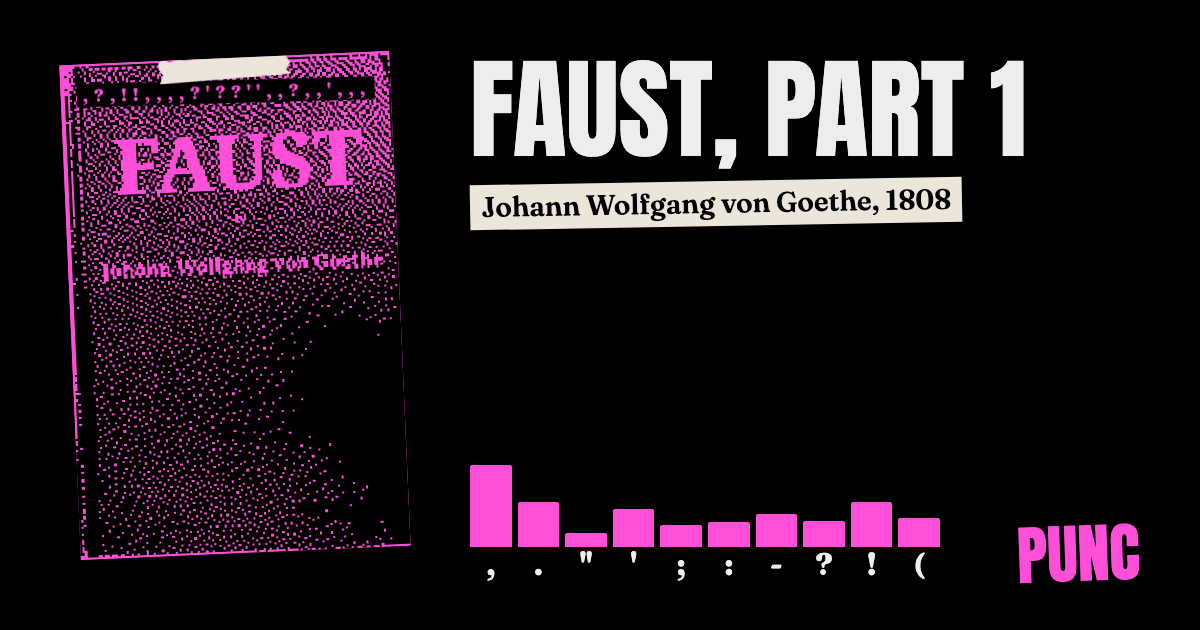 ,?!!,,,,?'??'',,?,,',,,
FAUST
by
Johann Wolfgang von Goethe
FAUST, PART 1
Johann Wolfgang von Goethe, 1808
, . " ' ; : - ? ! (
PUNC